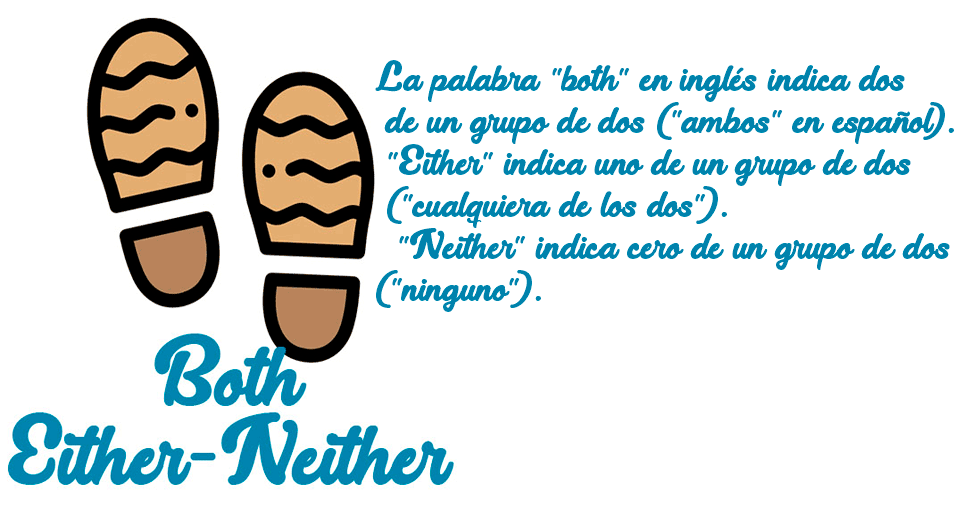 La palabra "both" en inglés indica dos
de un grupo de dos ("ambos" en español).
"Either" indica uno de un grupo de dos
("cualquiera de los dos").
"Neither" indica cero de un grupo de dos
("ninguno").
Both
Either-Neither